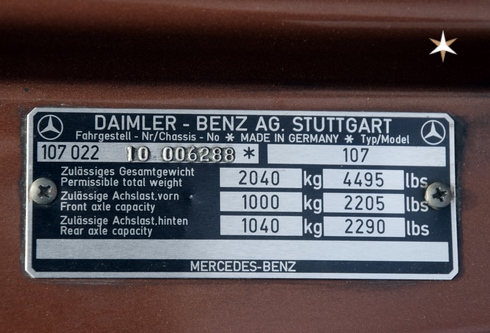 DAIMLER - BENZ AG. STUTTGART
Fahrgestell - Nr/Chassis - No * MADE IN GERMANY * Typ/Model
107 022 10 006288 * 107
Zulässiges Gesamtgewicht
Permissible total weight 2040 kg 4495 lbs
Zulässige Achslast.vorn
Front axle capacity 1000 kg 2205 lbs
Zulässige Achslast.hinten
Rear axle capacity 1040 kg 2290 lbs
MERCEDES-BENZ